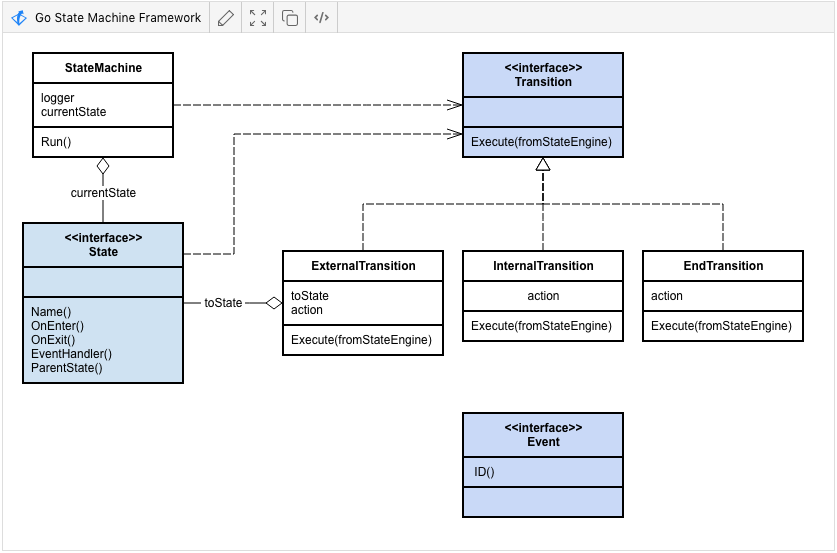 Go State Machine Framework
StateMachine
logger
currentState
Run()
currentState
<<interface>>
State
Name()
OnEnter()
OnExit()
EventHandler()
ParentState()
<<interface>>
Transition
Execute(fromStateEngine)
toState
ExternalTransition
toState
action
Execute(fromStateEngine)
InternalTransition
action
Execute(fromStateEngine)
EndTransition
action
Execute(fromStateEngine)
<<interface>>
Event
ID()